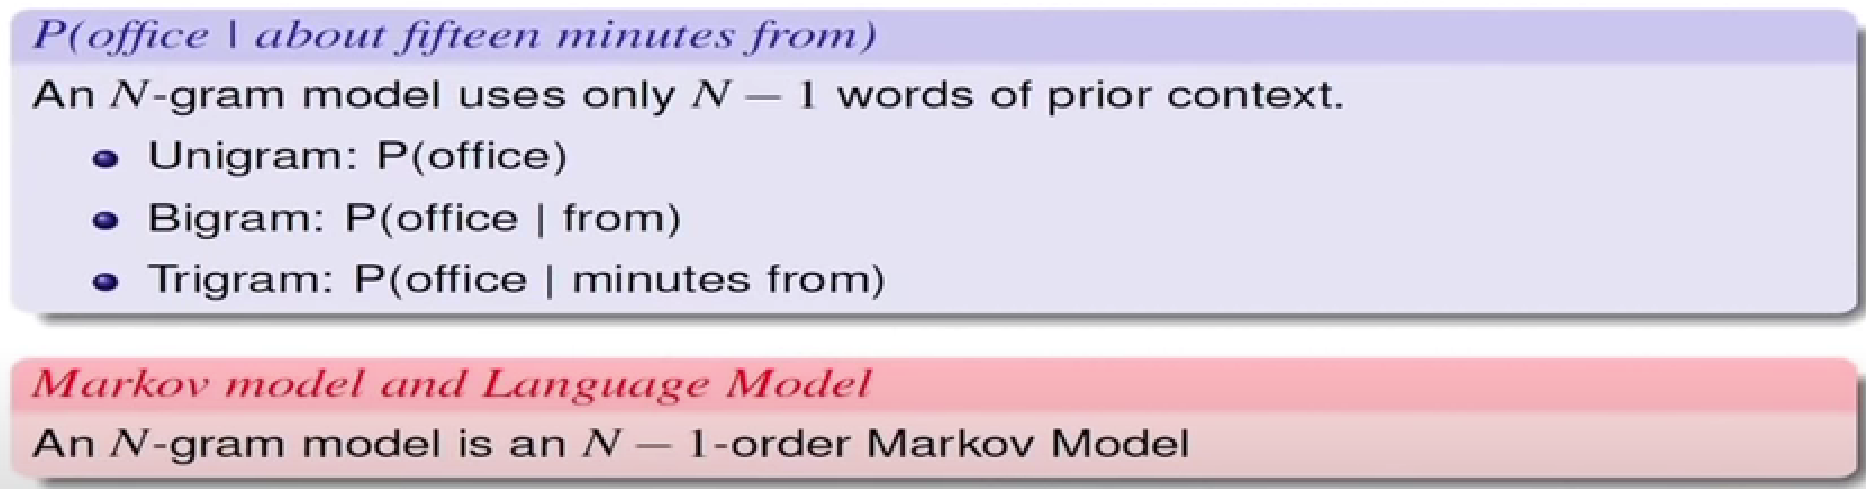 P(office | about fifteen minutes from)
An N-gram model uses only N − 1 words of prior context.
Unigram: P(office)
Bigram: P(office | from)
Trigram: P(office | minutes from)
Markov model and Language Model
An N-gram model is an N − 1-order Markov Model